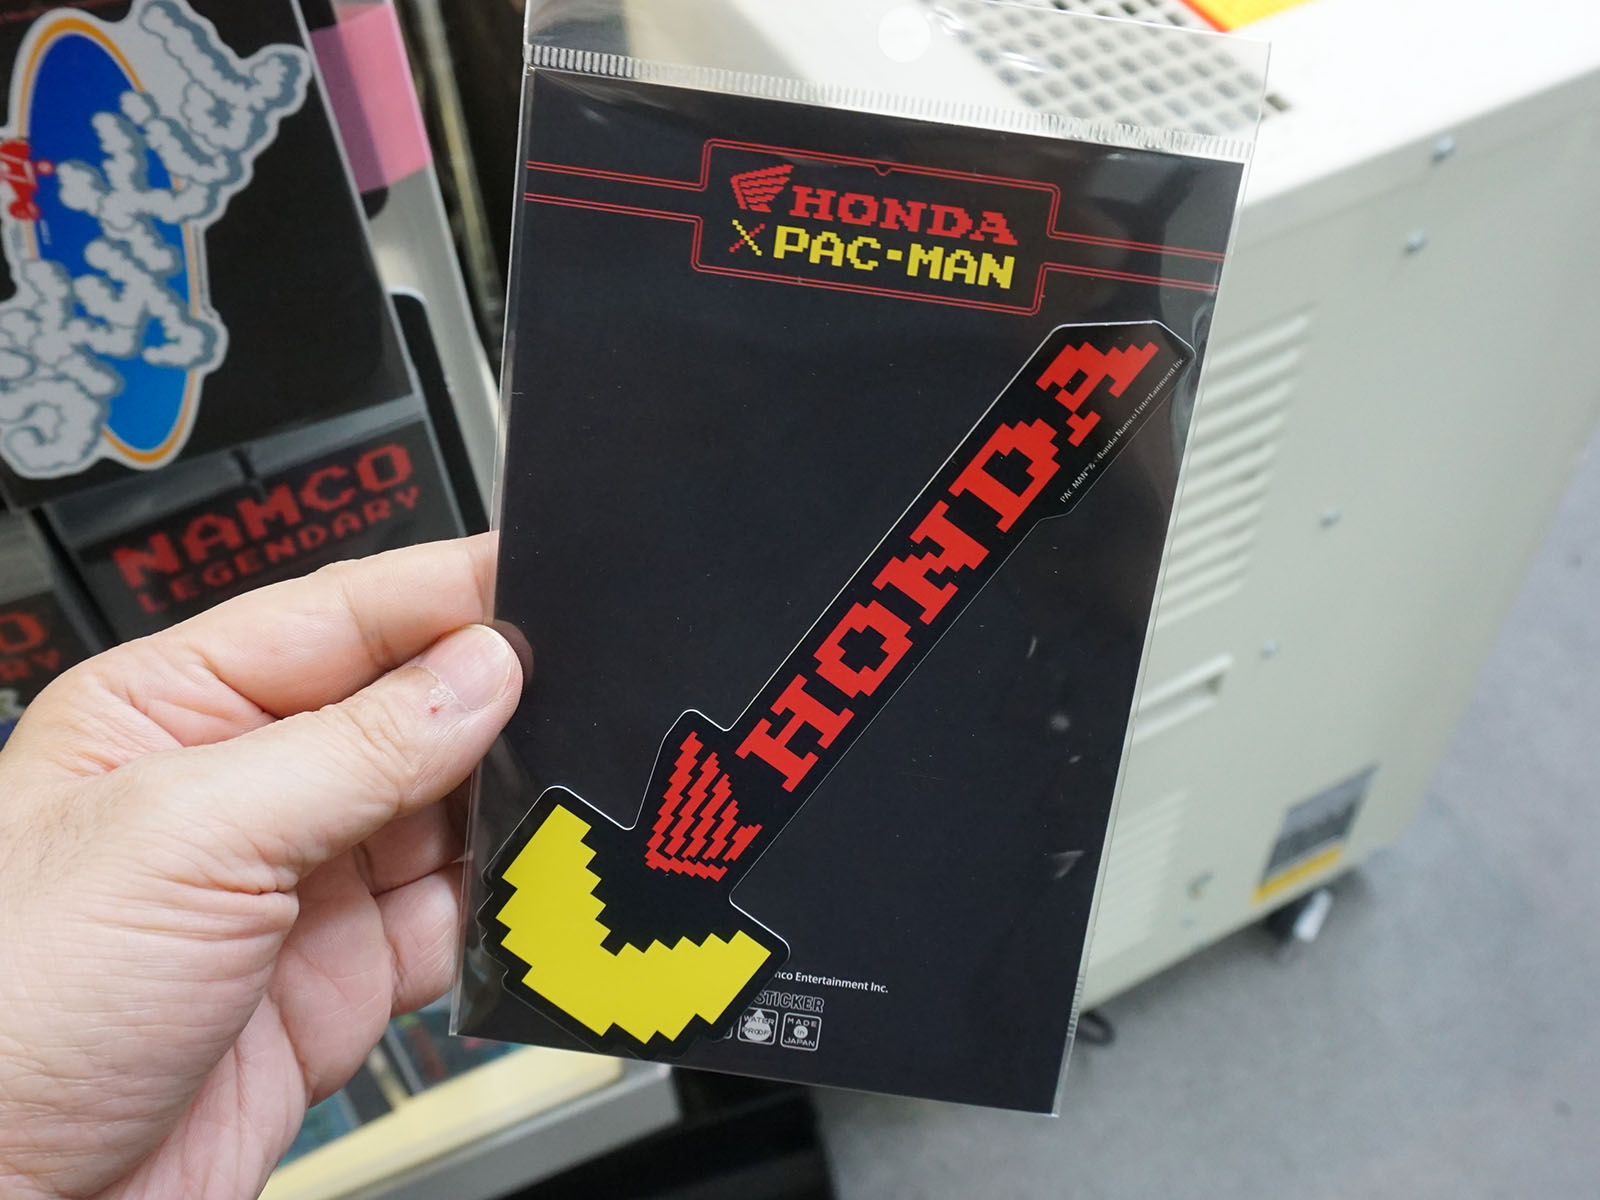 HONDA
X PAC-MAN
HONDA
PAC-MAN™& ©Bandai Namco Entertainment Inc.
Entertainment Inc.
STICKER
WATER
PROOF
MADE
in
JAPAN
NAMCO
LEGENDARY